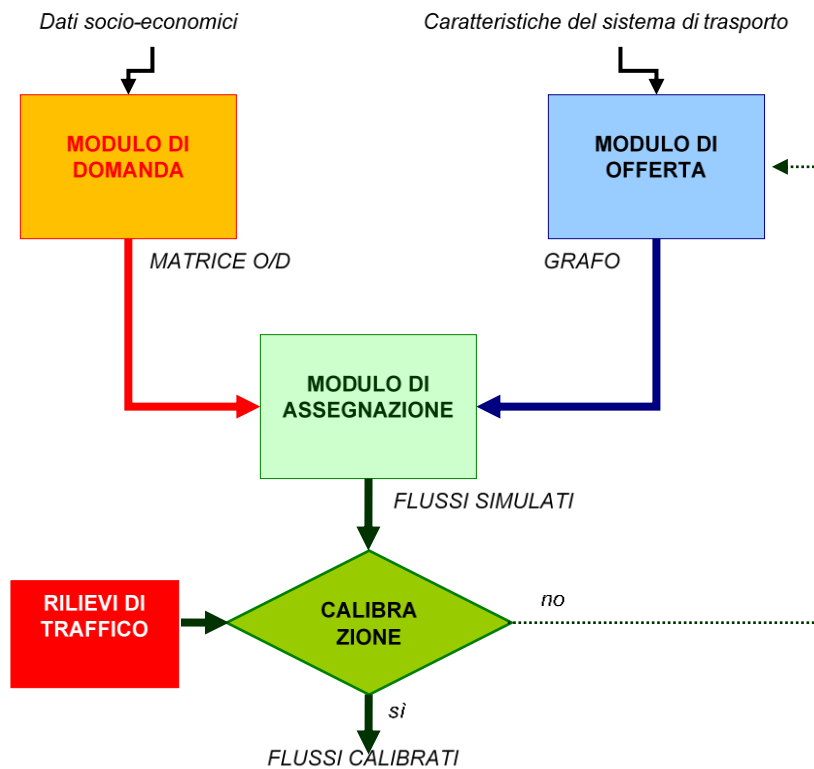 Dati socio-economici
Caratteristiche del sistema di trasporto
MODULO DI
DOMANDA
MODULO DI
OFFERTA
MATRICE O/D
GRAFO
MODULO DI
ASSEGNAZIONE
FLUSSI SIMULATI
RILIEVI DI
TRAFFICO
CALIBRA
ZIONE
no
sì
FLUSSI CALIBRATI